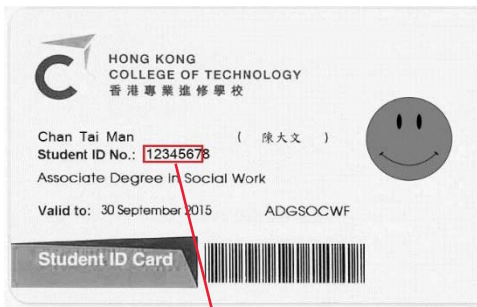 HONG KONG
COLLEGE OF TECHNOLOGY
香港專業進修學校
Chan Tai Man ( 陳大文 )
Student ID No.: 12345678
Associate Degree In Social Work
Valid to: 30 September 2015 ADGSOCWF
Student ID Card